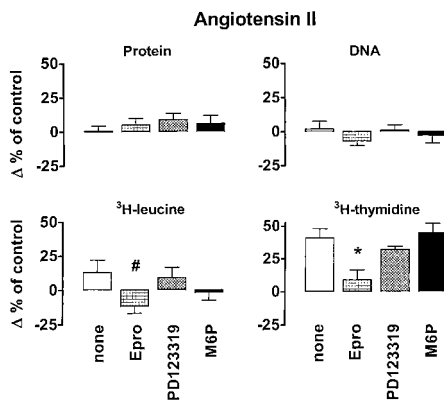 Angiotensin II
Protein
DNA
Δ % of control
50
25
0
-25
50
25
0
-25
³H-leucine
³H-thymidine
Δ % of control
50
25
0
-25
#
50
25
0
-25
*
none
Epro
PD123319
M6P
none
Epro
PD123319
M6P